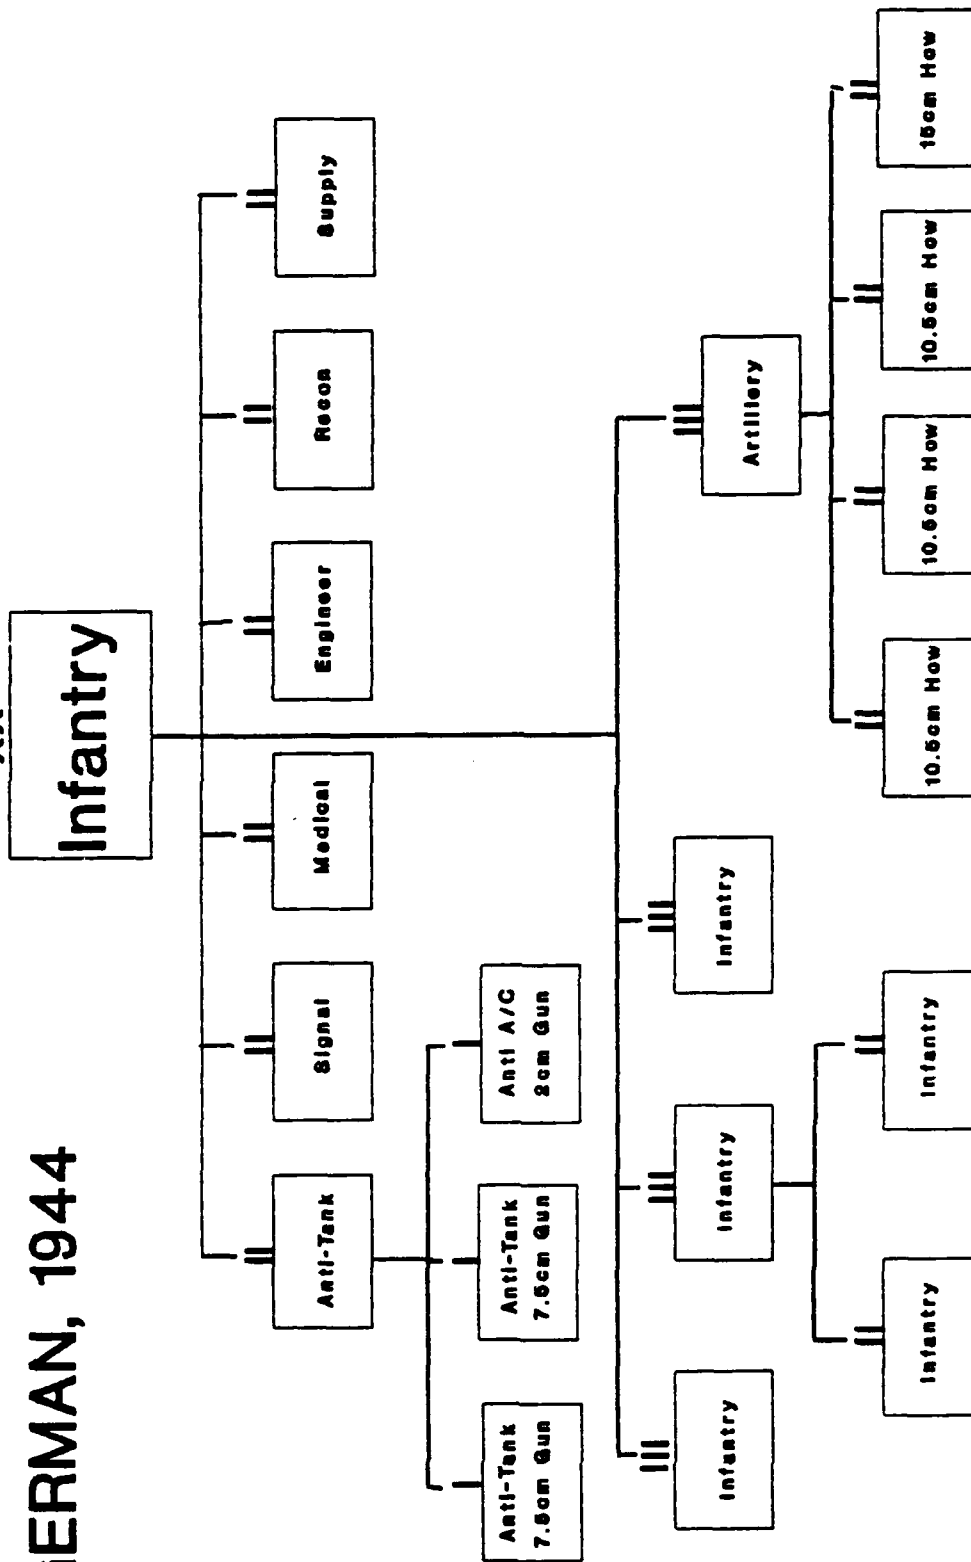 GERMAN, 1944
XX
Infantry
Anti-Tank
Signal
Medical
Engineer
Recon
Supply
Anti-Tank
7.5cm Gun
Anti-Tank
7.5cm Gun
Anti A/C
2cm Gun
Infantry
Infantry
Infantry
Artillery
Infantry
Infantry
10.5cm How
10.5cm How
10.5cm How
15cm How